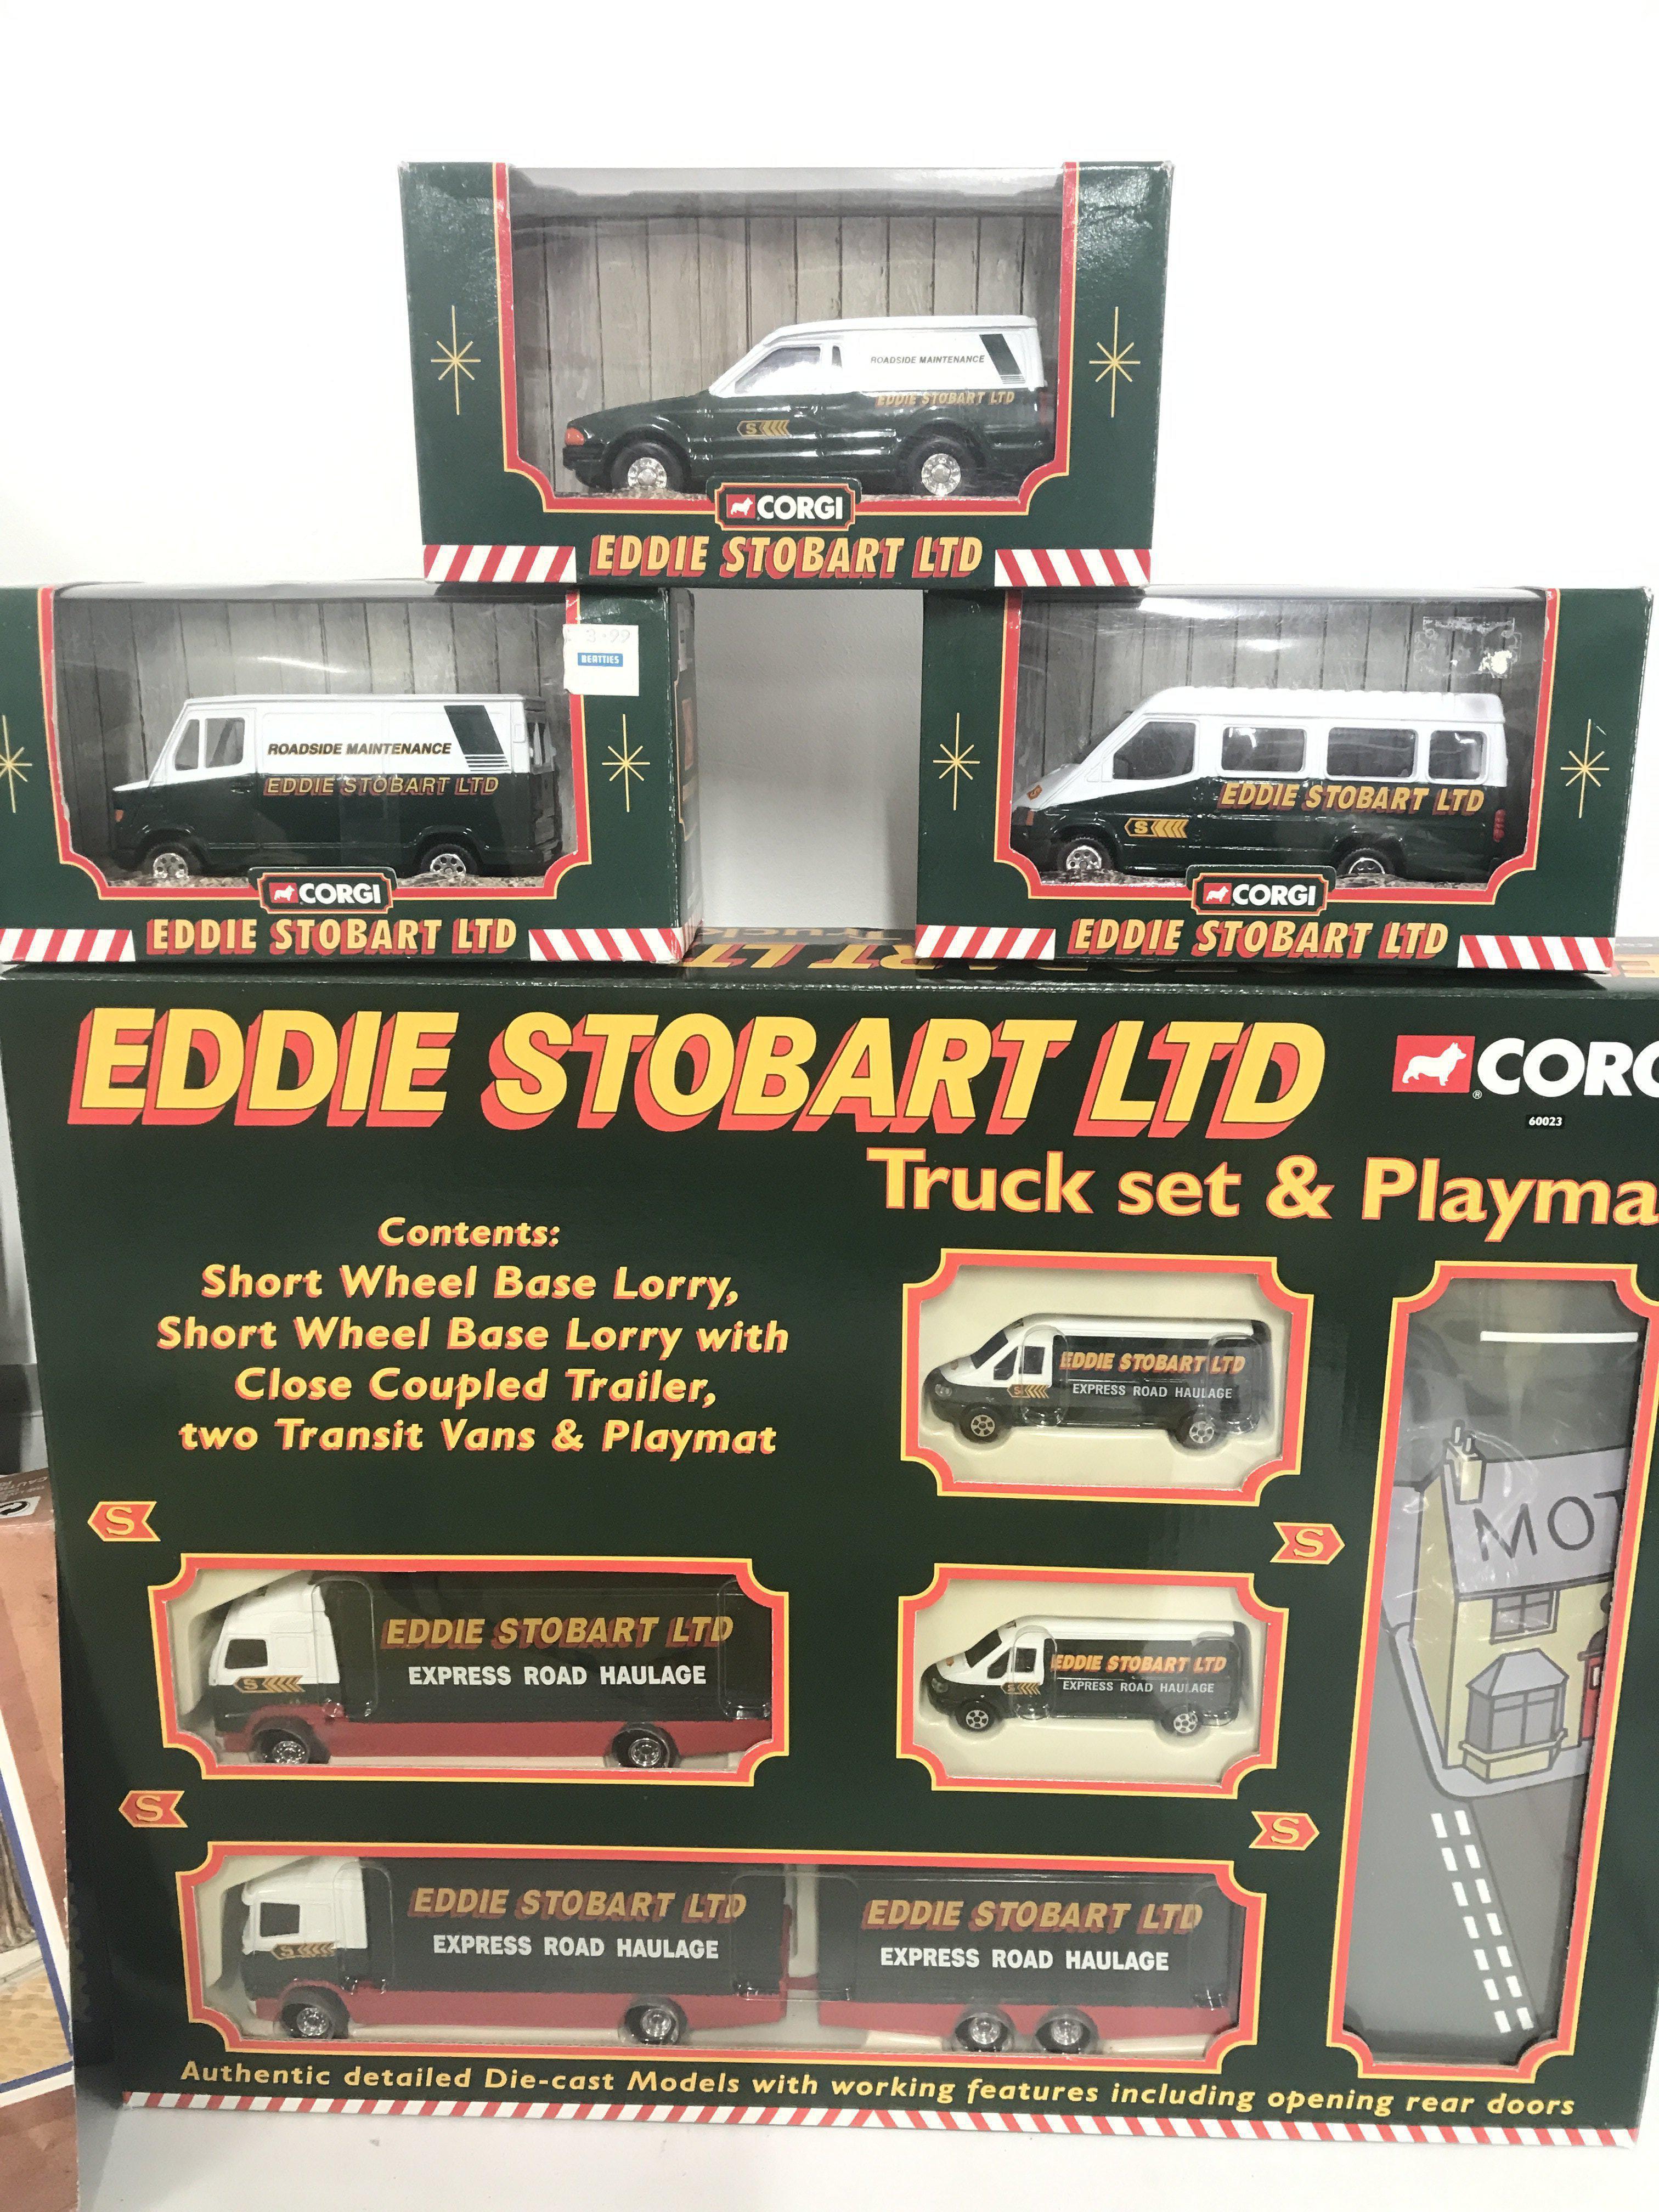 ROADSIDE MAINTENANCE
EDDIE STOBART LTD
S
CORGI
EDDIE STOBART LTD
ROADSIDE MAINTENANCE
EDDIE STOBART LTD
CORGI
EDDIE STOBART LTD
BEATTIES
EDDIE STOBART LTD
S
CORGI
EDDIE STOBART LTD
EDDIE STOBART LTD
® CORG
60023
Truck set & Playma
Contents:
Short Wheel Base Lorry,
Short Wheel Base Lorry with
Close Coupled Trailer,
two Transit Vans & Playmat
EDDIE STOBART LTD
EXPRESS ROAD HAULAGE
S
S
S
MOT
EDDIE STOBART LTD
EXPRESS ROAD HAULAGE
S
EDDIE STOBART LTD
EXPRESS ROAD HAULAGE
S
S
S
EDDIE STOBART LTD
EXPRESS ROAD HAULAGE
S
EDDIE STOBART LTD
EXPRESS ROAD HAULAGE
Authentic detailed Die-cast Models with working features including opening rear doors